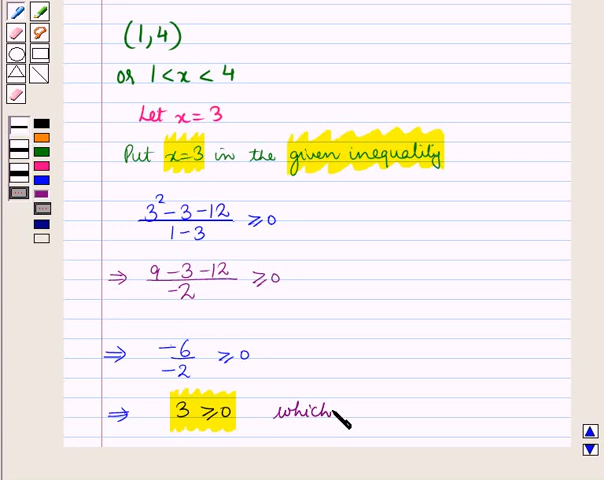 (1,4)
or 1 < x < 4
Let x = 3
Put x=3 in the given inequality
3² - 3 - 12 / 1 - 3 ⩾ 0
⇒ 9 - 3 - 12 / -2 ⩾ 0
⇒ -6 / -2 ⩾ 0
⇒ 3 ⩾ 0 which